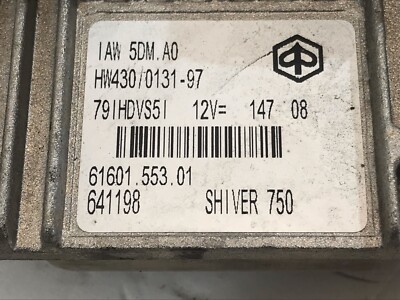 IAW 5DM.A0
HW430/0131-97
79IHDVS5I 12V= 147 08
61601.553.01
641198 SHIVER 750